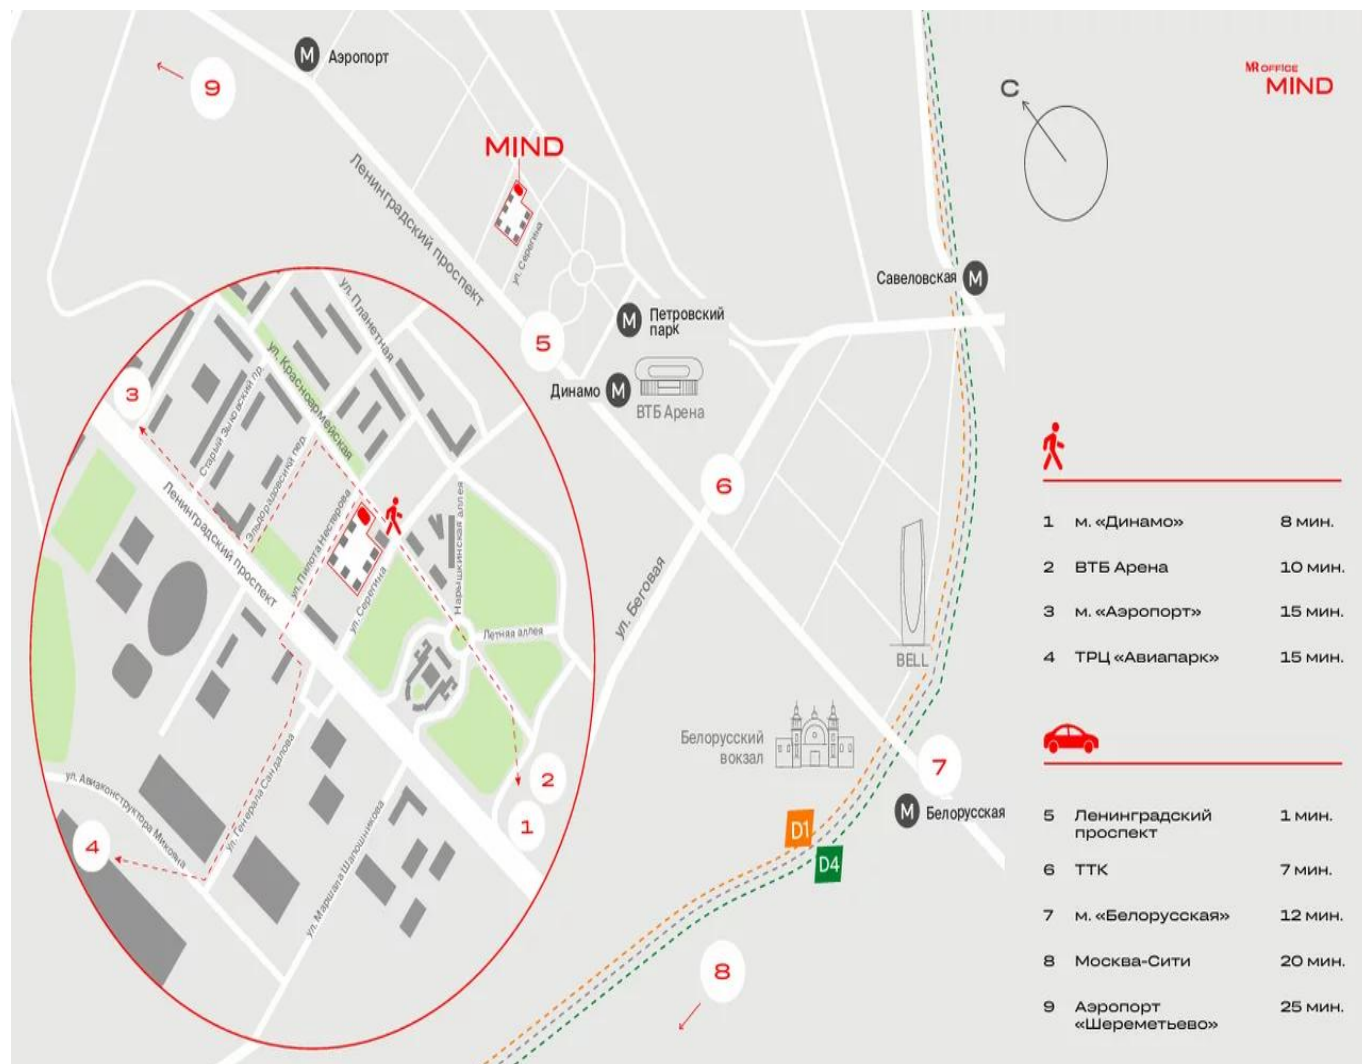 М Аэропорт
9
MIND
Ленинградский проспект
ул. Серегина
5
М Петровский
парк
Динамо М
ВТБ Арена
Савеловская М
6
ул. Беговая
BELL
Белорусский
вокзал
7
М Белорусская
D1
D4
8
3
ул. Планетная
ул. Красноармейская
Старый Зыковский пр.
Эльдорадовский пер.
Ленинградский проспект
ул. Пилота Нестерова
ул. Серегина
Нарышкинская аллея
Летняя аллея
2
1
ул. Авиаконструктора Микояна
ул. Генерала Сандалова
ул. Маршала Шапошникова
4
С
MR OFFICE
MIND
1 м. «Динамо» 8 мин.
2 ВТБ Арена 10 мин.
3 м. «Аэропорт» 15 мин.
4 ТРЦ «Авиапарк» 15 мин.
5 Ленинградский 1 мин.
проспект
6 ТТК 7 мин.
7 м. «Белорусская» 12 мин.
8 Москва-Сити 20 мин.
9 Аэропорт 25 мин.
«Шереметьево»